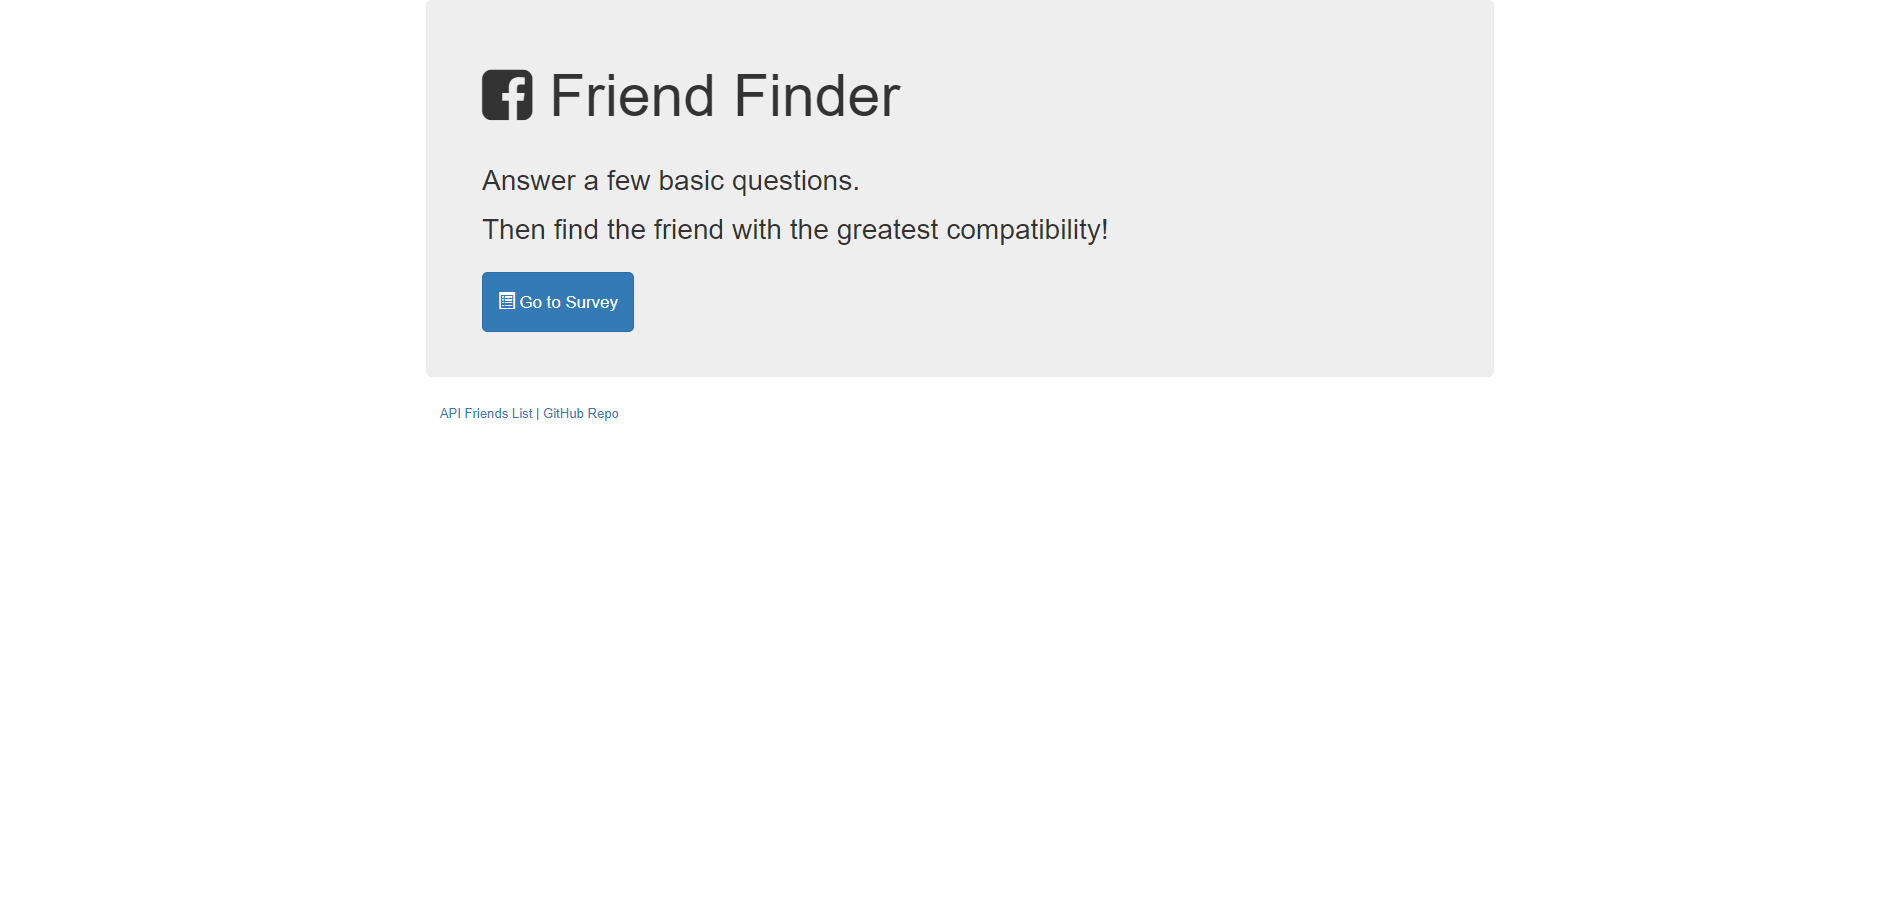 Friend Finder
Answer a few basic questions.
Then find the friend with the greatest compatibility!
Go to Survey
API Friends List | GitHub Repo